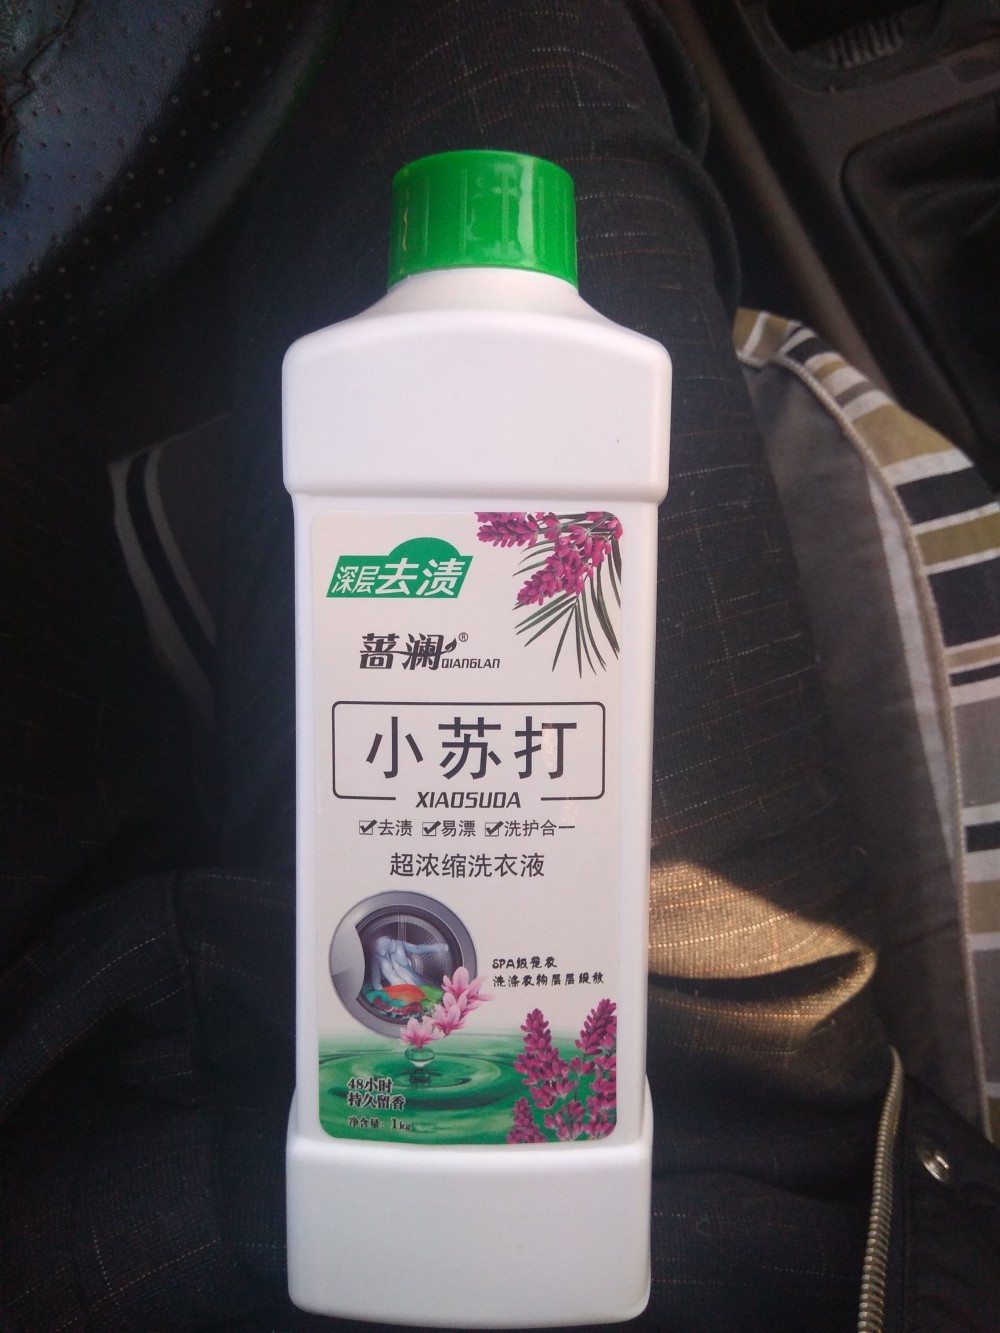 深层去渍
蔷澜®
QIANGLAN
小苏打
XIAOSUDA
去渍 易漂 洗护合一
超浓缩洗衣液
SPA级宠衣
洗涤衣物层层绽放
48小时
持久留香
净含量：1kg